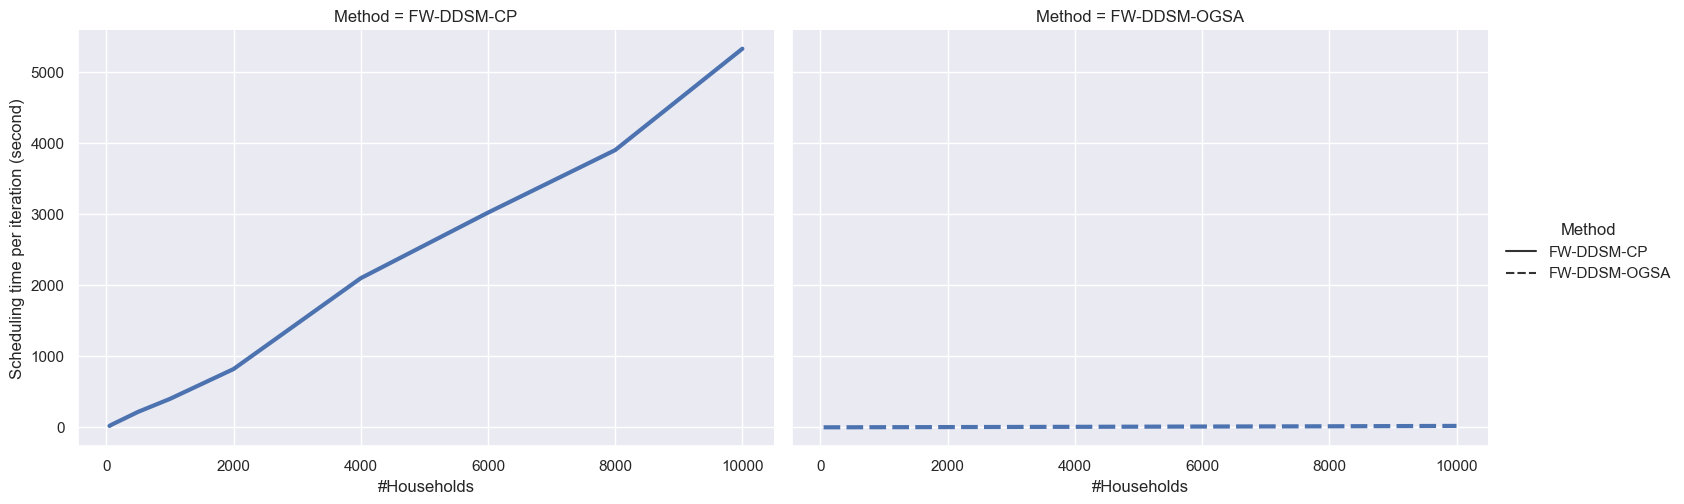 Method = FW-DDSM-CP
Method = FW-DDSM-OGSA
Scheduling time per iteration (second)
5000
4000
3000
2000
1000
0
0 2000 4000 6000 8000 10000
#Households
0 2000 4000 6000 8000 10000
#Households
Method
FW-DDSM-CP
FW-DDSM-OGSA